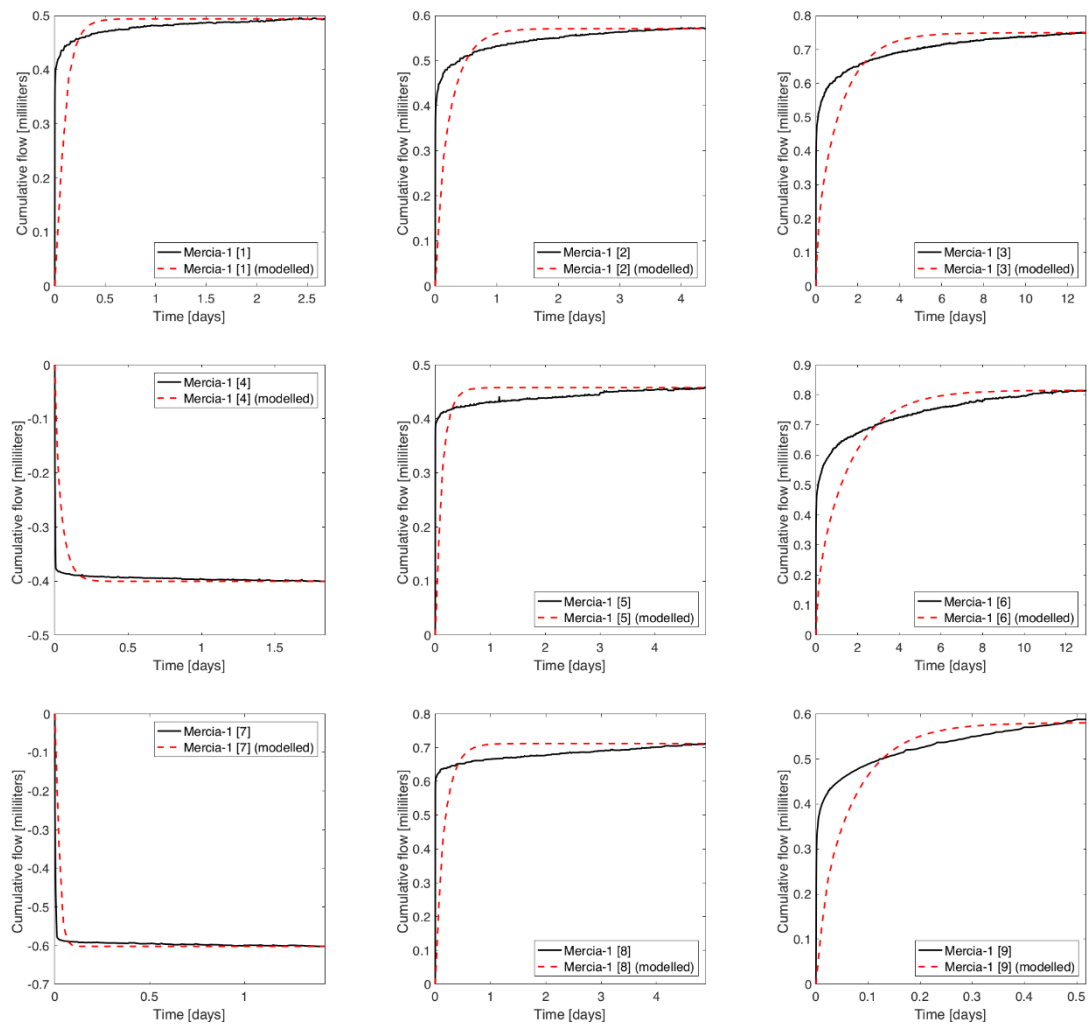 Cumulative flow [milliliters]
0.5
0.4
0.3
0.2
0.1
0
Mercia-1 [1]
Mercia-1 [1] (modelled)
0 0.5 1 1.5 2 2.5
Time [days]
Cumulative flow [milliliters]
0.6
0.5
0.4
0.3
0.2
0.1
0
Mercia-1 [2]
Mercia-1 [2] (modelled)
0 1 2 3 4
Time [days]
Cumulative flow [milliliters]
0.8
0.7
0.6
0.5
0.4
0.3
0.2
0.1
0
Mercia-1 [3]
Mercia-1 [3] (modelled)
0 2 4 6 8 10 12
Time [days]
Cumulative flow [milliliters]
0
-0.1
-0.2
-0.3
-0.4
-0.5
Mercia-1 [4]
Mercia-1 [4] (modelled)
0 0.5 1 1.5
Time [days]
Cumulative flow [milliliters]
0.5
0.4
0.3
0.2
0.1
0
Mercia-1 [5]
Mercia-1 [5] (modelled)
0 1 2 3 4
Time [days]
Cumulative flow [milliliters]
0.9
0.8
0.7
0.6
0.5
0.4
0.3
0.2
0.1
0
Mercia-1 [6]
Mercia-1 [6] (modelled)
0 2 4 6 8 10 12
Time [days]
Cumulative flow [milliliters]
0
-0.1
-0.2
-0.3
-0.4
-0.5
-0.6
-0.7
Mercia-1 [7]
Mercia-1 [7] (modelled)
0 0.5 1
Time [days]
Cumulative flow [milliliters]
0.8
0.7
0.6
0.5
0.4
0.3
0.2
0.1
0
Mercia-1 [8]
Mercia-1 [8] (modelled)
0 1 2 3 4
Time [days]
Cumulative flow [milliliters]
0.6
0.5
0.4
0.3
0.2
0.1
0
Mercia-1 [9]
Mercia-1 [9] (modelled)
0 0.1 0.2 0.3 0.4 0.5
Time [days]